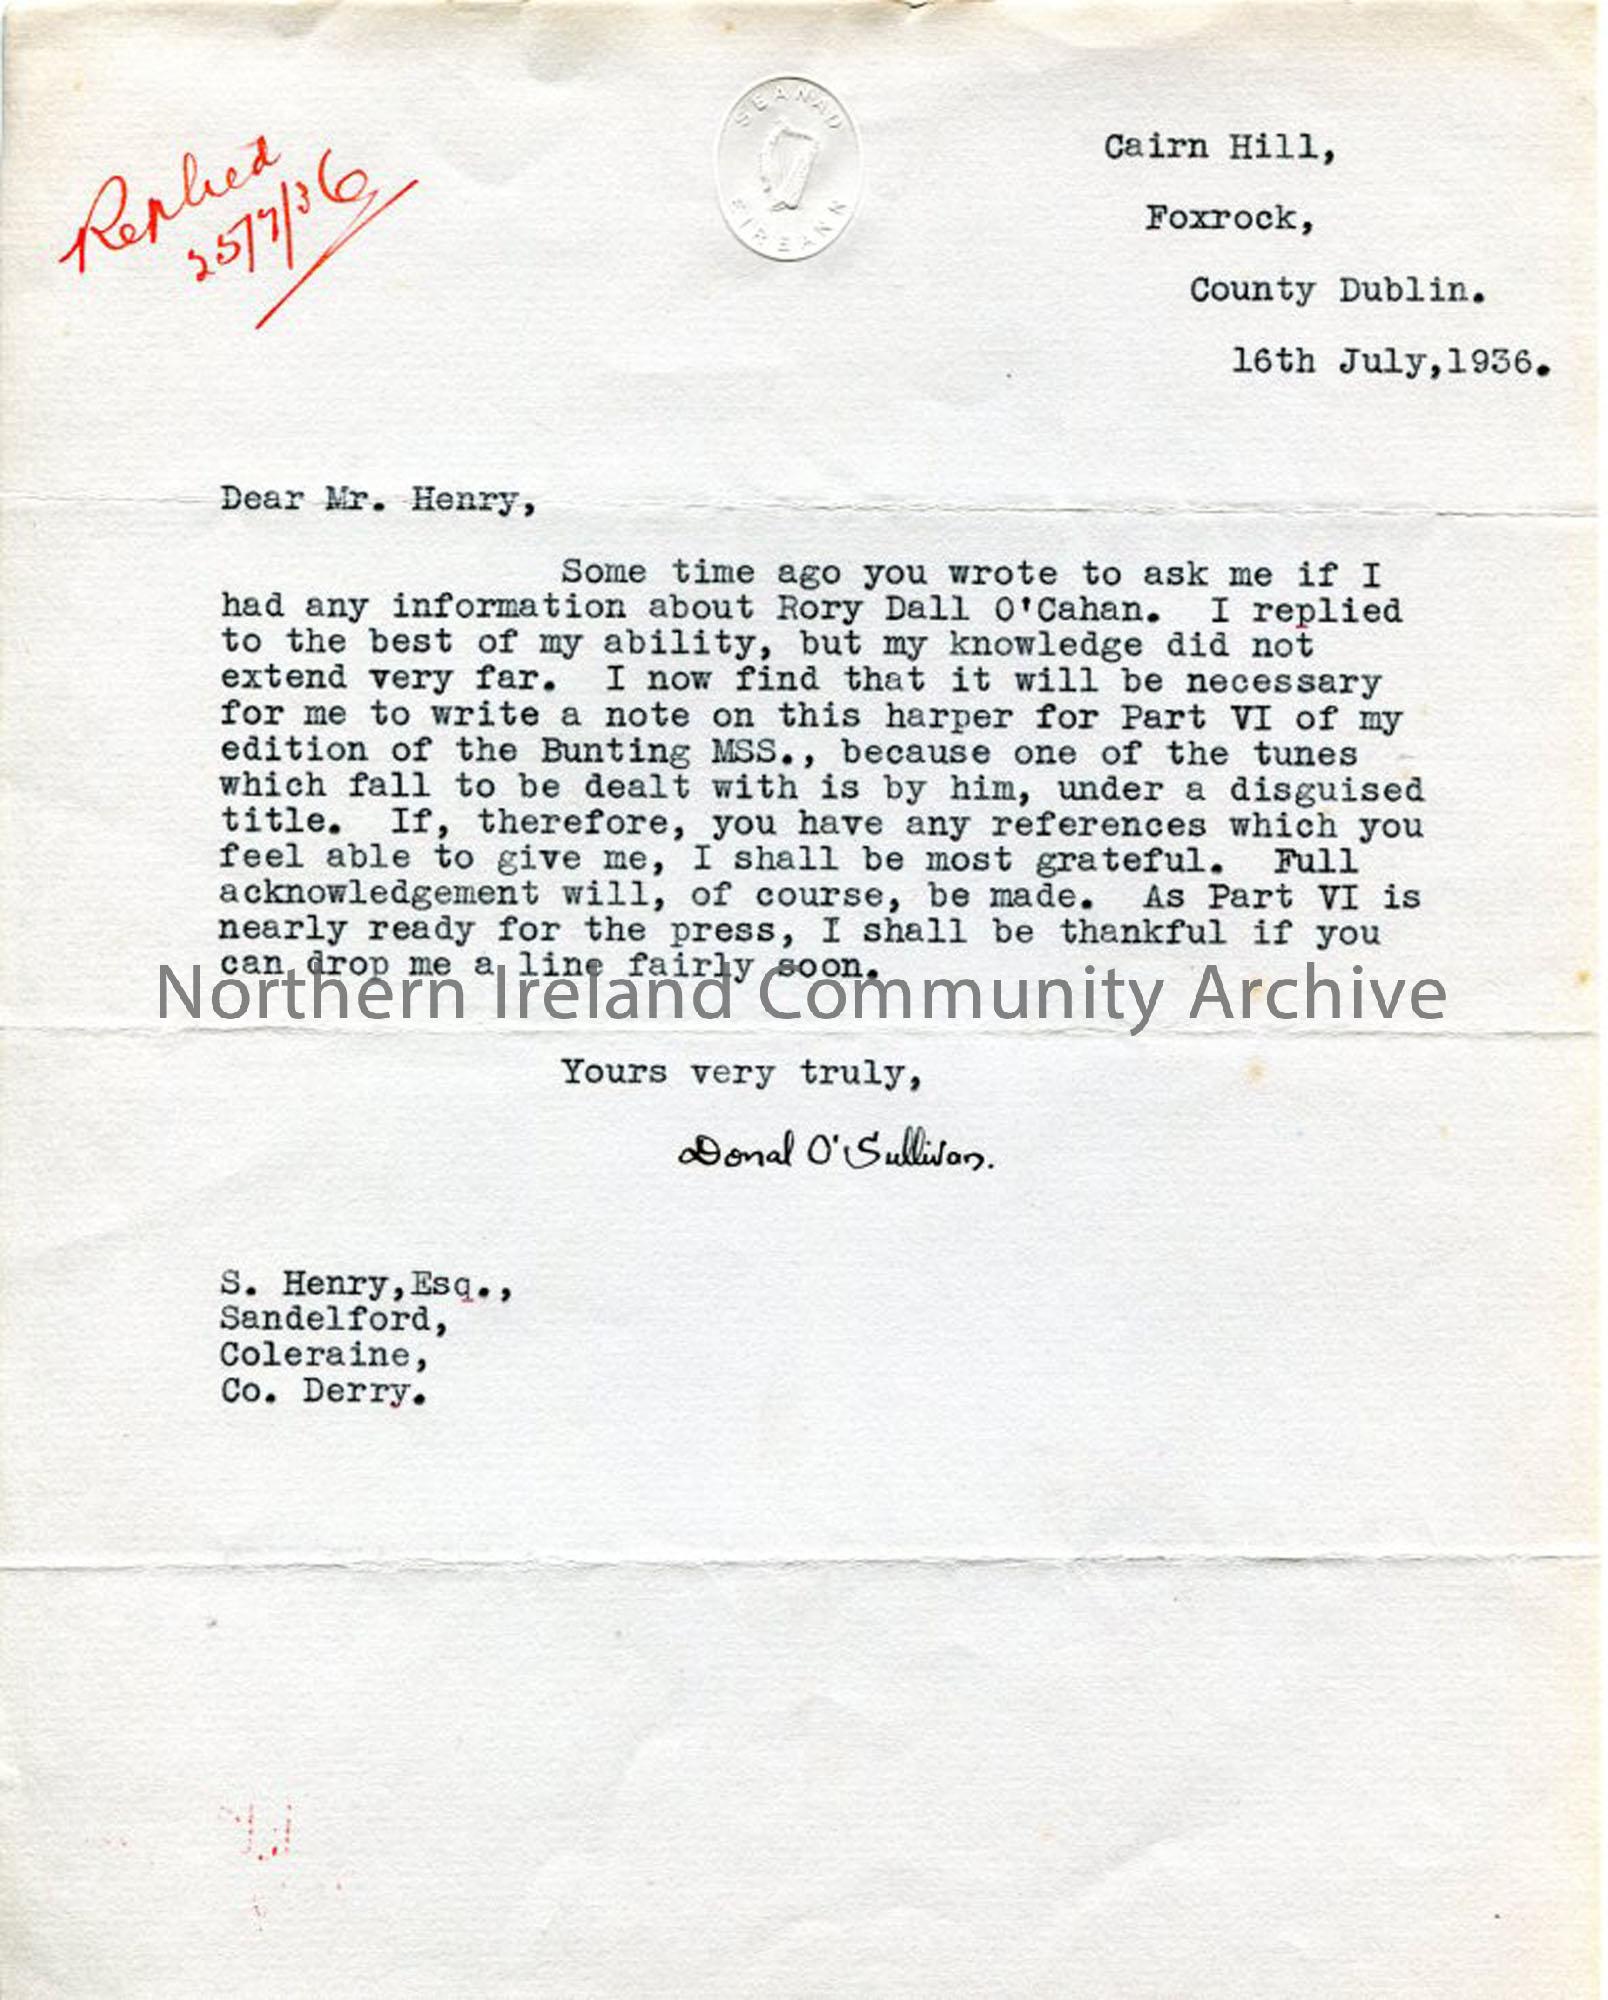 Replied
25/7/36
SEANAD
EIREANN
Cairn Hill,
Foxrock,
County Dublin.
16th July,1936.
Dear Mr. Henry,
Some time ago you wrote to ask me if I
had any information about Rory Dall O'Cahan. I replied
to the best of my ability, but my knowledge did not
extend very far. I now find that it will be necessary
for me to write a note on this harper for Part VI of my
edition of the Bunting MSS., because one of the tunes
which fall to be dealt with is by him, under a disguised
title. If, therefore, you have any references which you
feel able to give me, I shall be most grateful. Full
acknowledgement will, of course, be made. As Part VI is
nearly ready for the press, I shall be thankful if you
can drop me a line fairly soon.
Northern Ireland Community Archive
Yours very truly,
Donal O'Sullivan.
S. Henry,Esq.,
Sandelford,
Coleraine,
Co. Derry.